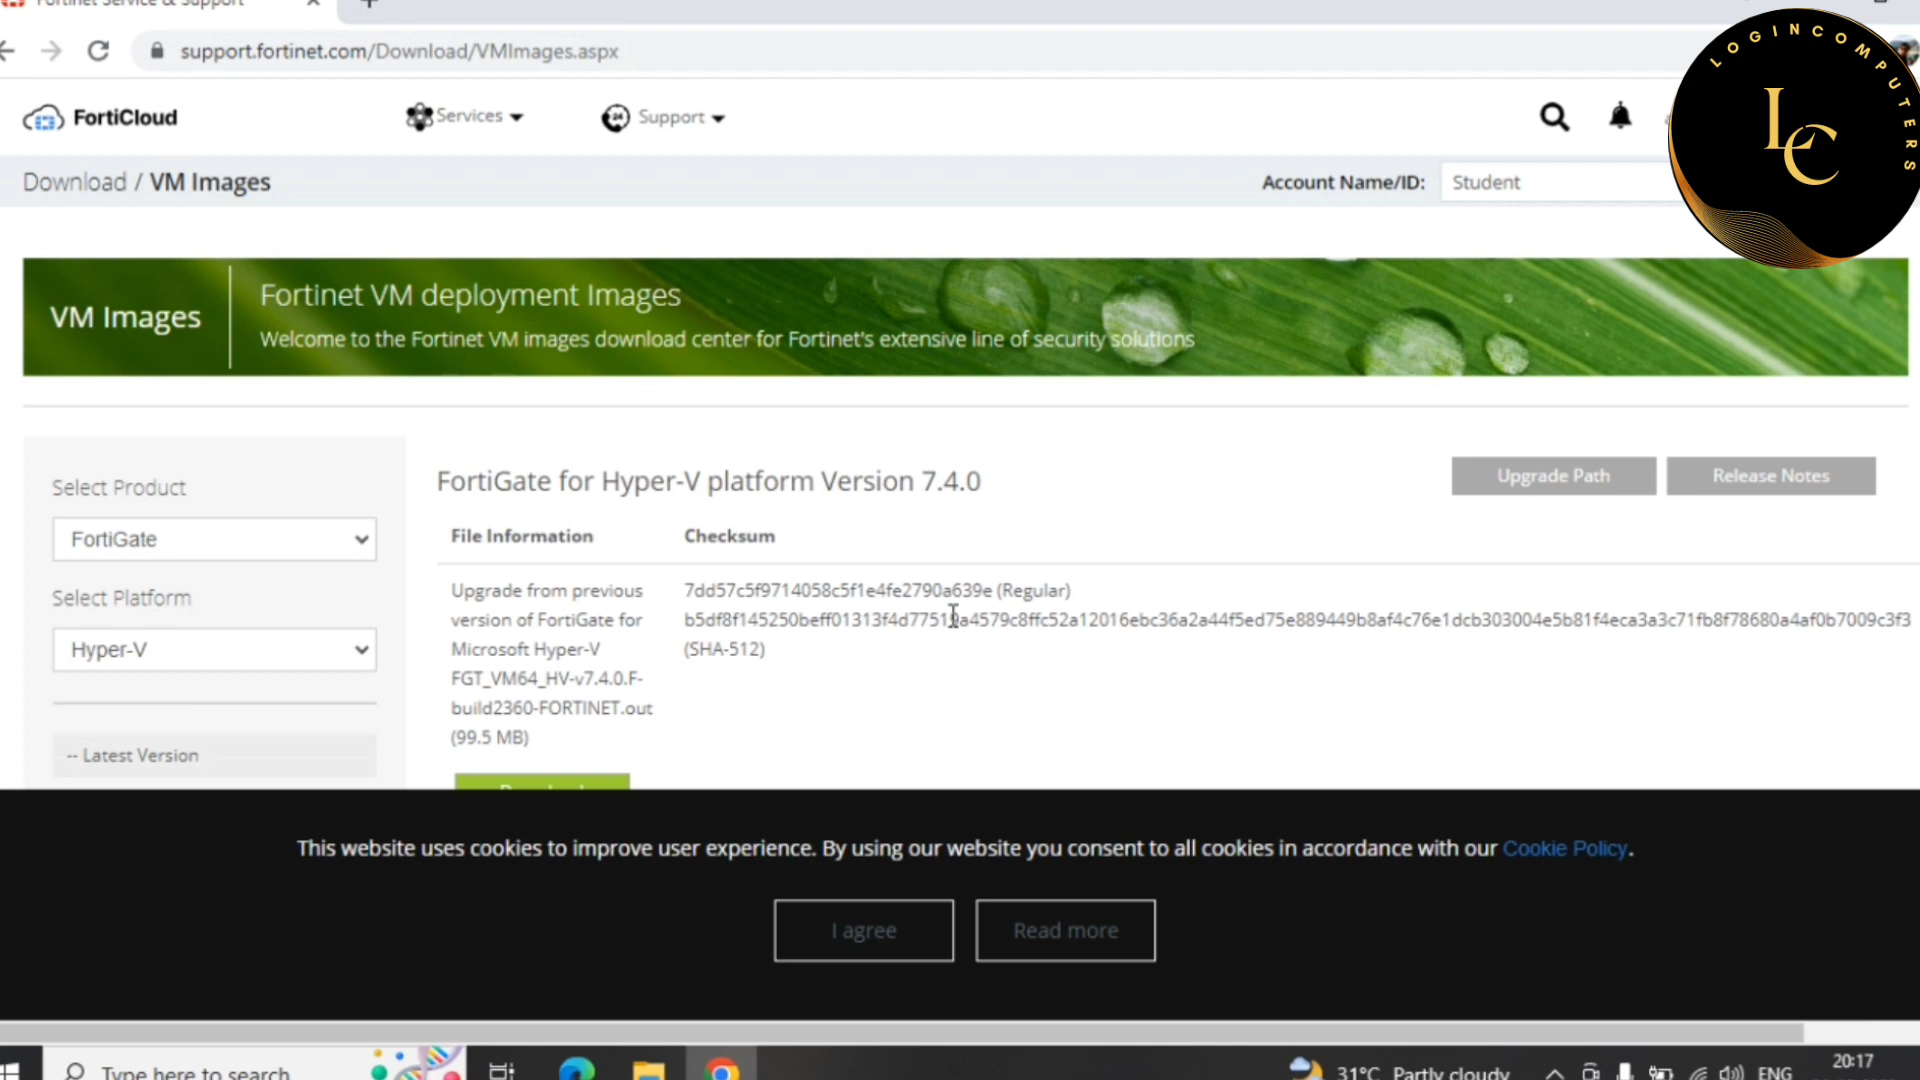 Fortinet Service & Support
support.fortinet.com/Download/VMImages.aspx
LOGINCOMPUTERS
LC
FortiCloud
Services
24
Support
Download / VM Images
Account Name/ID:
Student
VM Images
Fortinet VM deployment Images
Welcome to the Fortinet VM images download center for Fortinet's extensive line of security solutions
Select Product
FortiGate
Select Platform
Hyper-V
-- Latest Version
FortiGate for Hyper-V platform Version 7.4.0
Upgrade Path
Release Notes
File Information
Checksum
Upgrade from previous
version of FortiGate for
Microsoft Hyper-V
FGT_VM64_HV-v7.4.0.F-
build2360-FORTINET.out
(99.5 MB)
7dd57c5f9714058c5f1e4fe2790a639e (Regular)
(SHA-512)
This website uses cookies to improve user experience. By using our website you consent to all cookies in accordance with our Cookie Policy.
I agree
Read more
Type here to search
31°C Partly cloudy
ENG
20:17